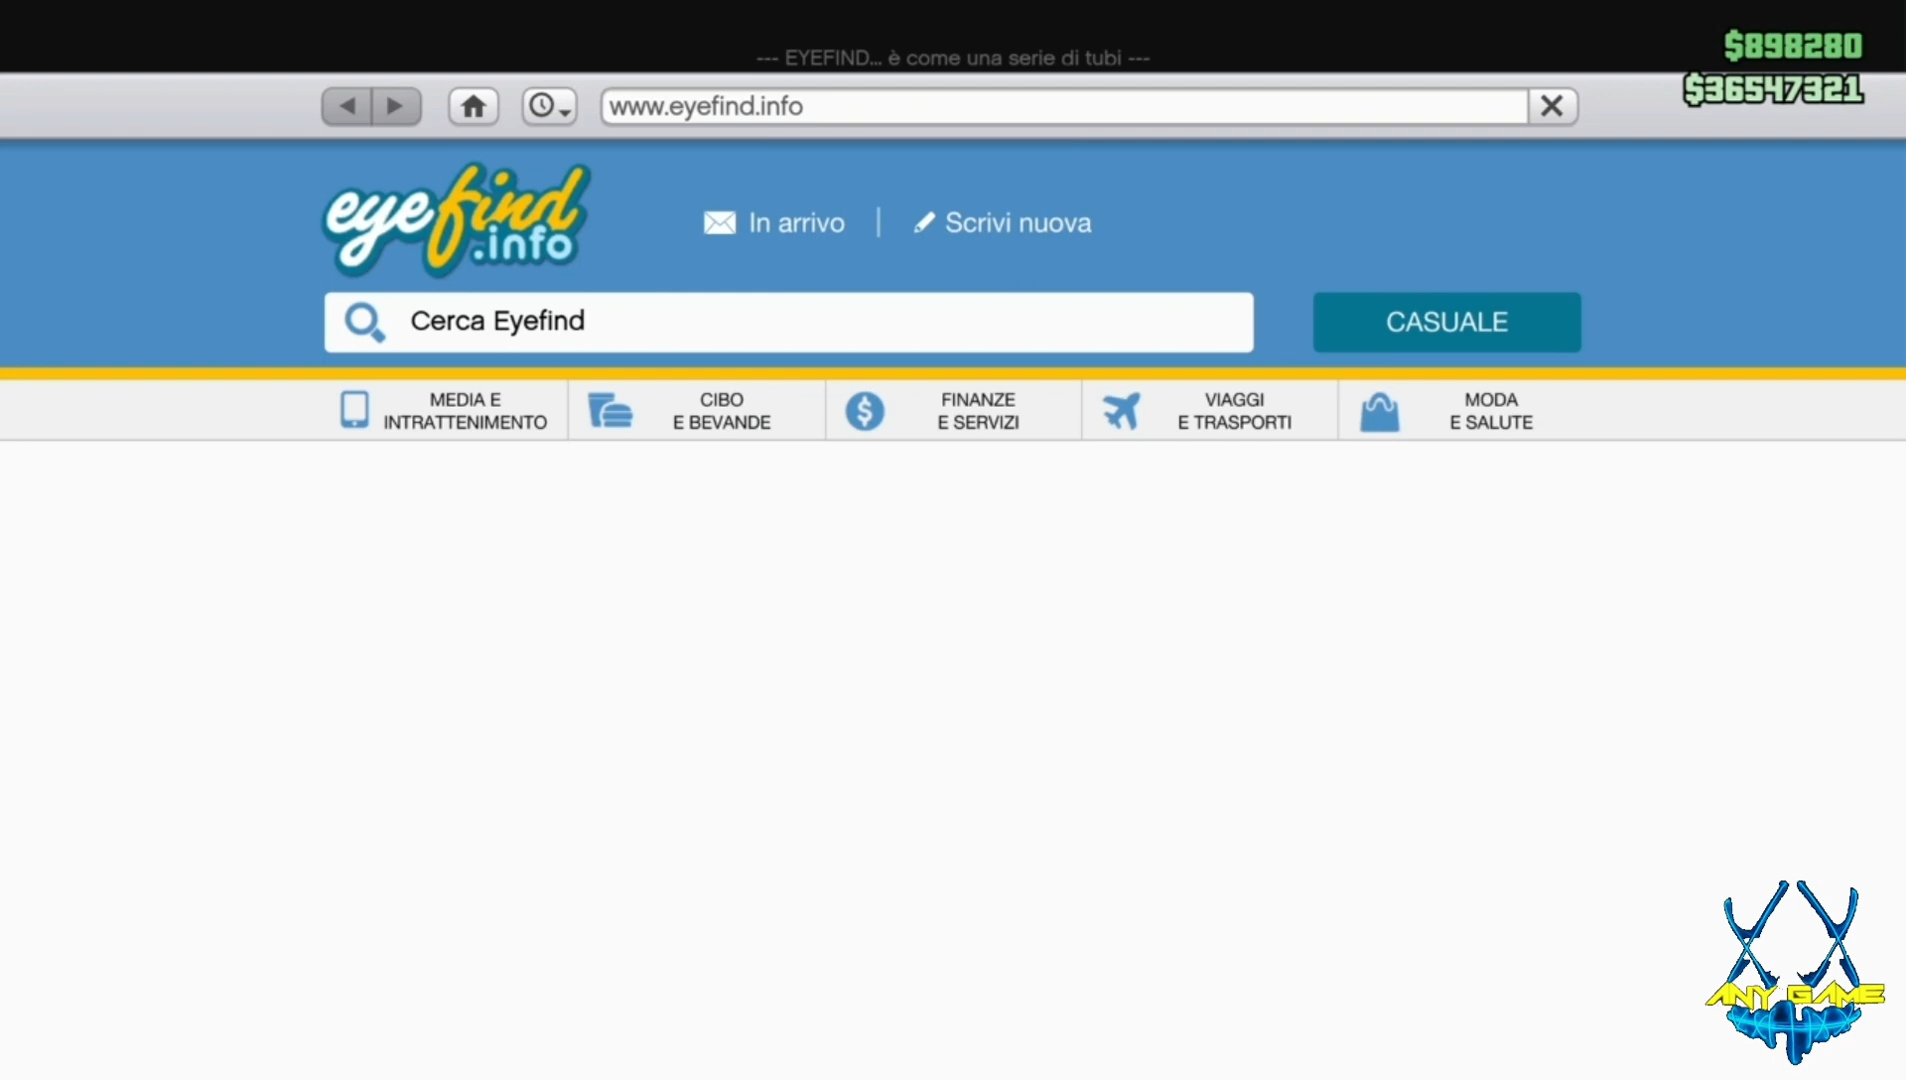 --- EYEFIND... è come una serie di tubi ---
$898280
$36547321
www.eyefind.info
eyefind
.info
In arrivo
Scrivi nuova
Cerca Eyefind
CASUALE
MEDIA E
INTRATTENIMENTO
CIBO
E BEVANDE
FINANZE
E SERVIZI
VIAGGI
E TRASPORTI
MODA
E SALUTE
ANY GAME